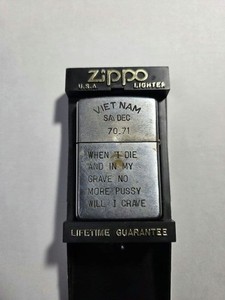 zippo
U.S.A. LIGHTER
VIET NAM
SA DEC
70.71
WHEN I DIE
AND IN MY
GRAVE NO
MORE PUSSY
WILL I CRAVE
LIFETIME GUARANTEE